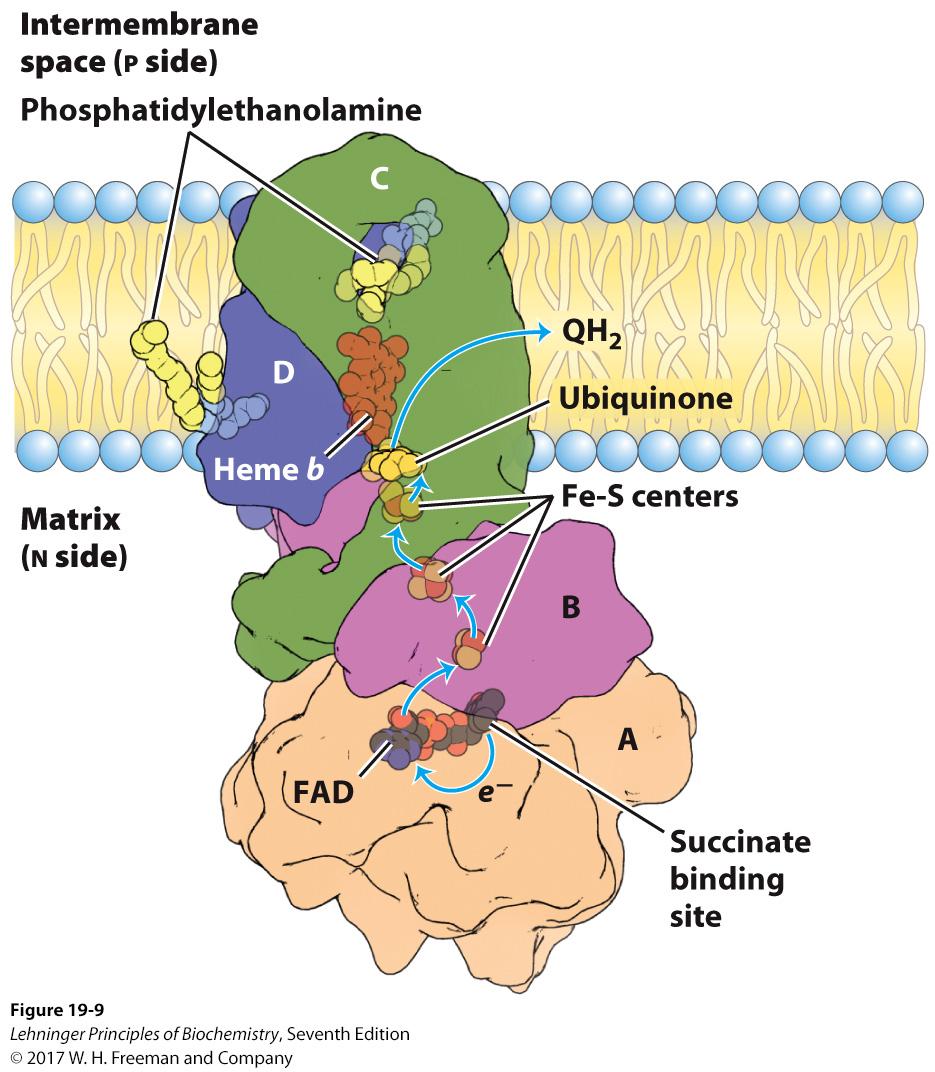 Intermembrane
space (P side)
Phosphatidylethanolamine
C
QH₂
D
Ubiquinone
Heme b
Fe-S centers
Matrix
(N side)
B
A
FAD
e⁻
Succinate
binding
site
Figure 19-9
Lehninger Principles of Biochemistry, Seventh Edition
© 2017 W. H. Freeman and Company